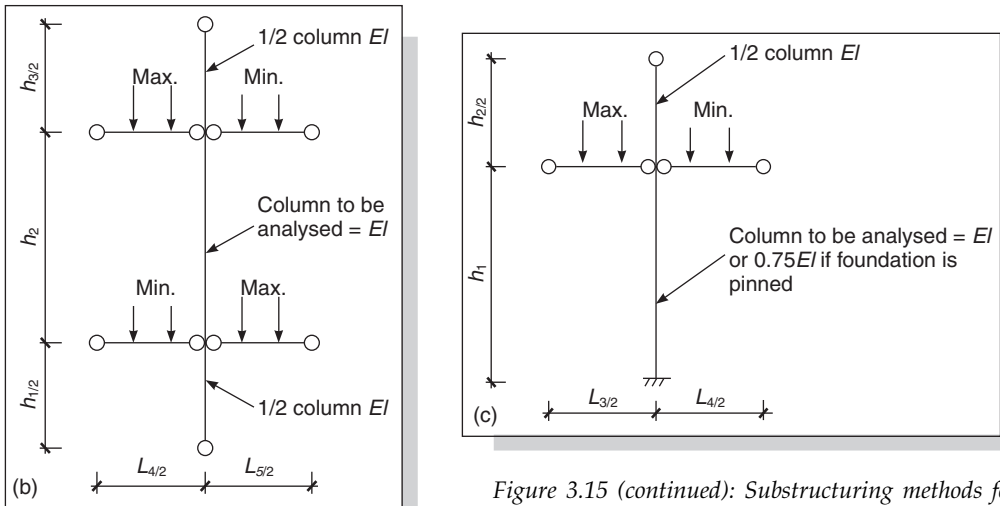 1/2 column EI
h3/2
Max.
Min.
Column to be
analysed = EI
h2
Min.
Max.
h1/2
1/2 column EI
L4/2
L5/2
(b)
1/2 column EI
h2/2
Max.
Min.
Column to be analysed = EI
or 0.75EI if foundation is
pinned
h1
L3/2
L4/2
(c)
Figure 3.15 (continued): Substructuring methods fo